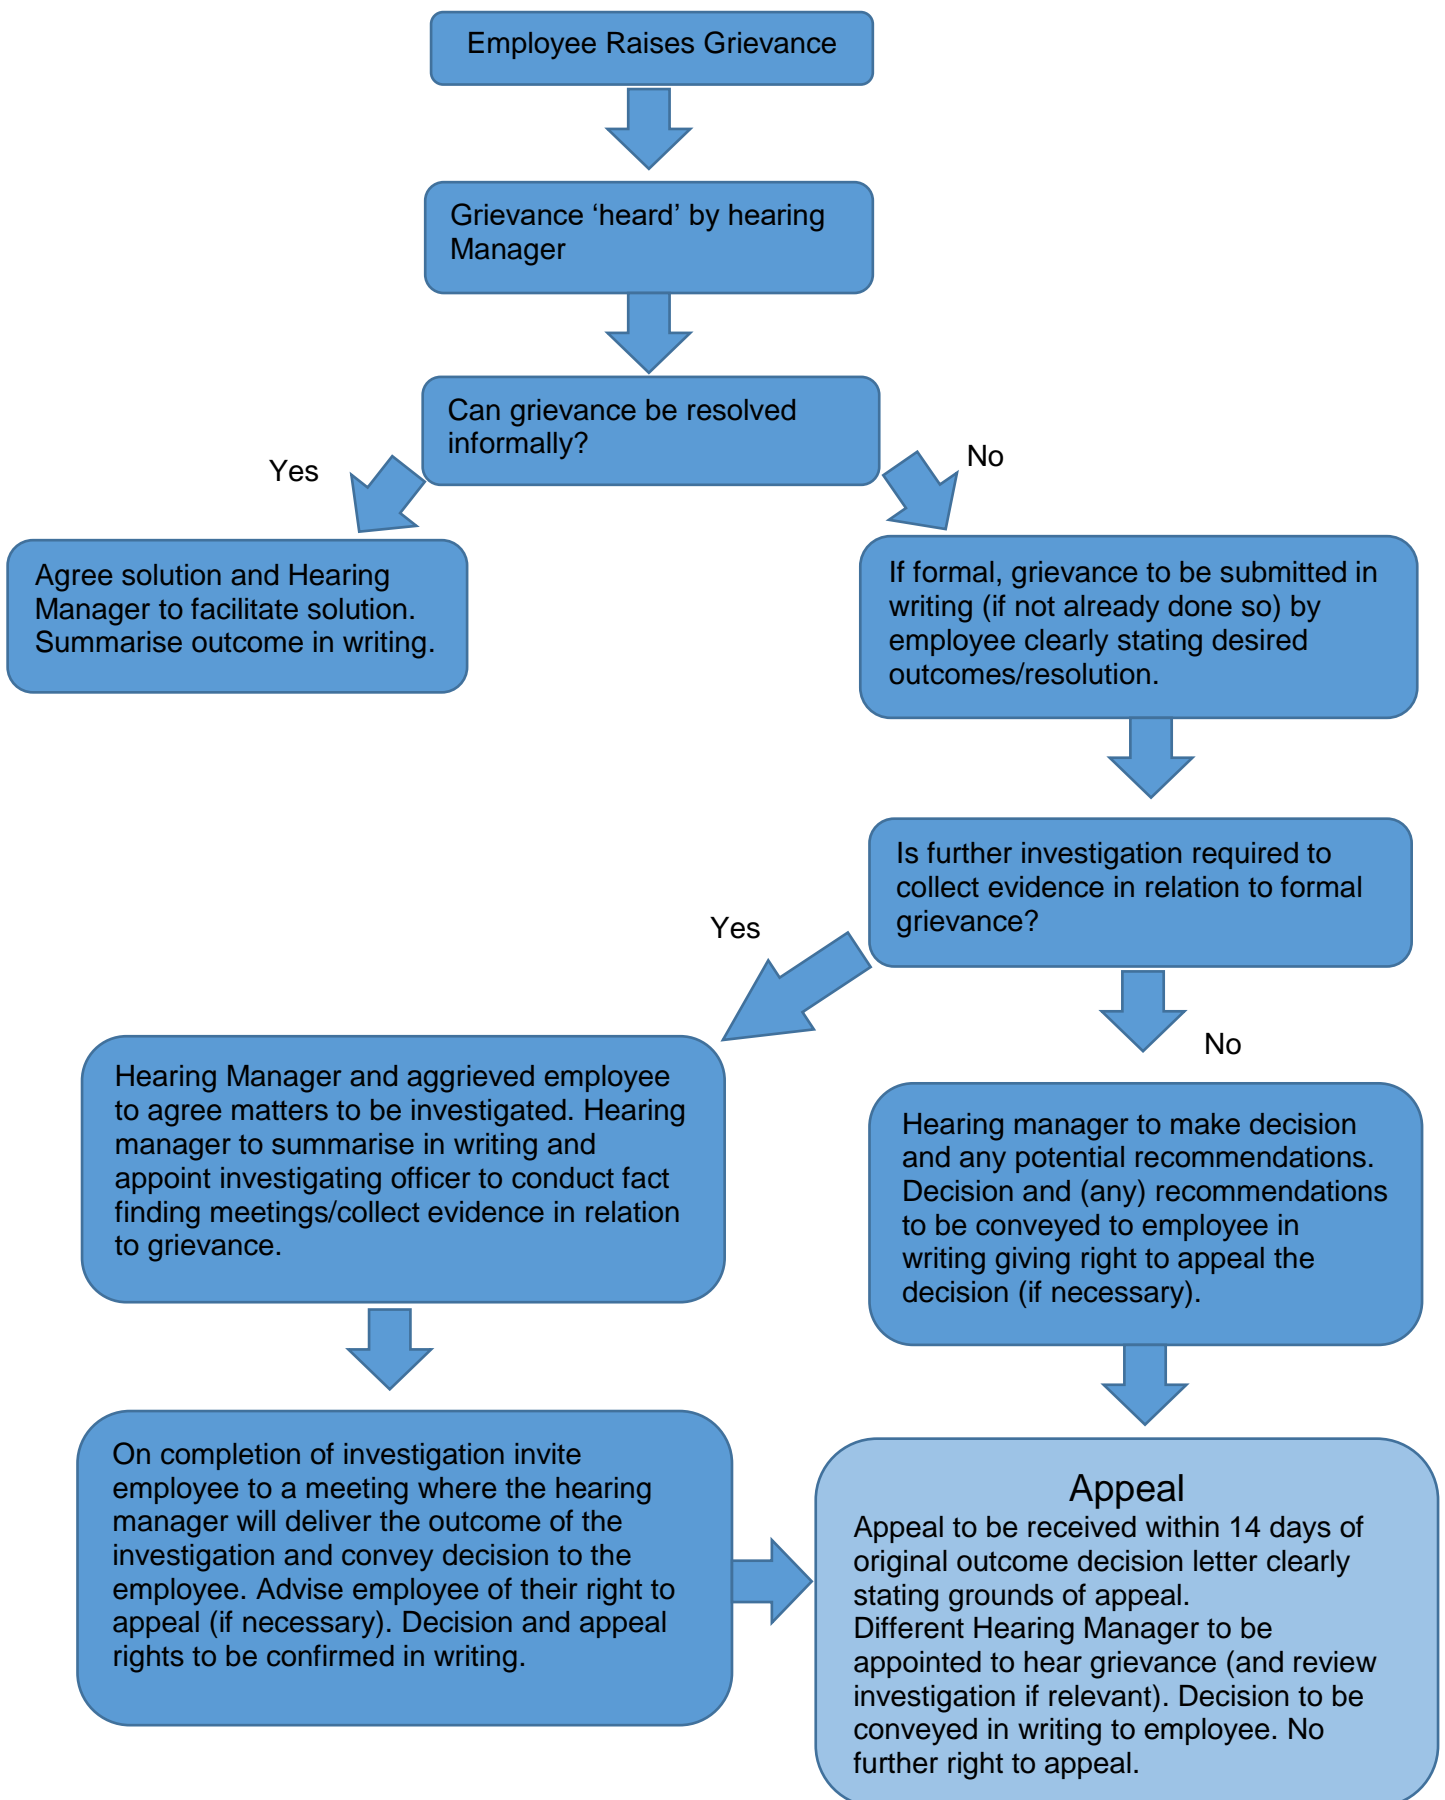 Employee Raises Grievance
Grievance ‘heard’ by hearing
Manager
Can grievance be resolved
informally?
Yes
No
Agree solution and Hearing
Manager to facilitate solution.
Summarise outcome in writing.
If formal, grievance to be submitted in
writing (if not already done so) by
employee clearly stating desired
outcomes/resolution.
Is further investigation required to
collect evidence in relation to formal
grievance?
Yes
No
Hearing Manager and aggrieved employee
to agree matters to be investigated. Hearing
manager to summarise in writing and
appoint investigating officer to conduct fact
finding meetings/collect evidence in relation
to grievance.
Hearing manager to make decision
and any potential recommendations.
Decision and (any) recommendations
to be conveyed to employee in
writing giving right to appeal the
decision (if necessary).
On completion of investigation invite
employee to a meeting where the hearing
manager will deliver the outcome of the
investigation and convey decision to the
employee. Advise employee of their right to
appeal (if necessary). Decision and appeal
rights to be confirmed in writing.
Appeal
Appeal to be received within 14 days of
original outcome decision letter clearly
stating grounds of appeal.
Different Hearing Manager to be
appointed to hear grievance (and review
investigation if relevant). Decision to be
conveyed in writing to employee. No
further right to appeal.